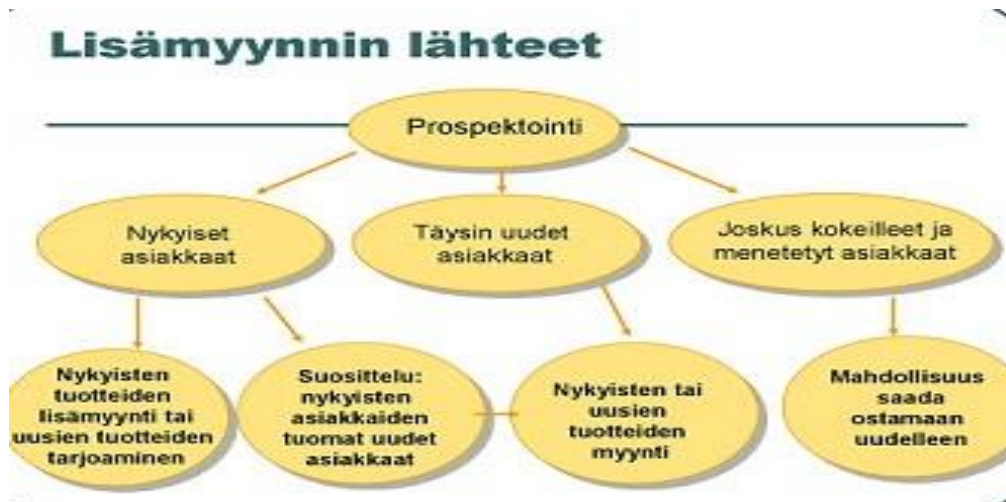 Lisämyynnin lähteet
Prospektointi
Nykyiset
asiakkaat
Täysin uudet
asiakkaat
Joskus kokeilleet ja
menetetyt asiakkaat
Nykyisten
tuotteiden
lisämyynti tai
uusien tuotteiden
tarjoaminen
Suosittelu:
nykyisten
asiakkaiden
tuomat uudet
asiakkaat
Nykyisten tai
uusien
tuotteiden
myynti
Mahdollisuus
saada
ostamaan
uudelleen